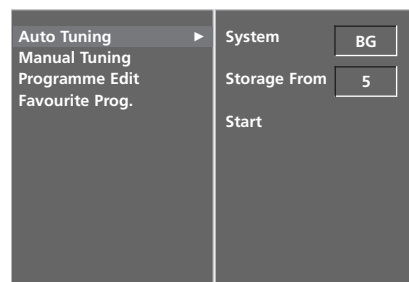 Auto Tuning ►
Manual Tuning
Programme Edit
Favourite Prog.
System BG
Storage From 5
Start